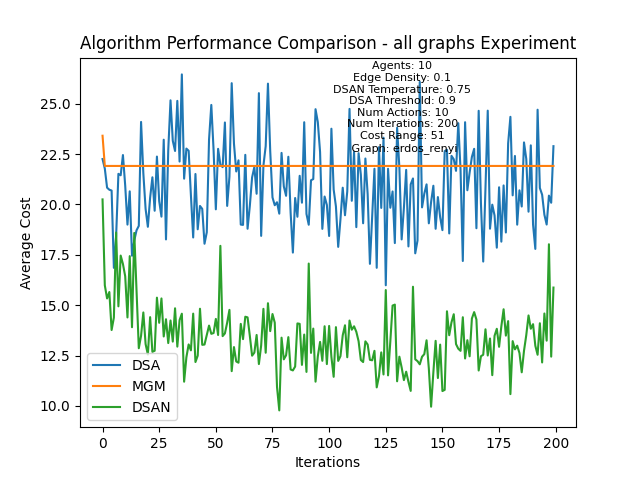 Algorithm Performance Comparison - all graphs Experiment
Agents: 10
Edge Density: 0.1
DSAN Temperature: 0.75
DSA Threshold: 0.9
Num Actions: 10
Num Iterations: 200
Cost Range: 51
Graph: erdos_renyi
Average Cost
25.0
22.5
20.0
17.5
15.0
12.5
10.0
DSA
MGM
DSAN
0
25
50
75
100
125
150
175
200
Iterations